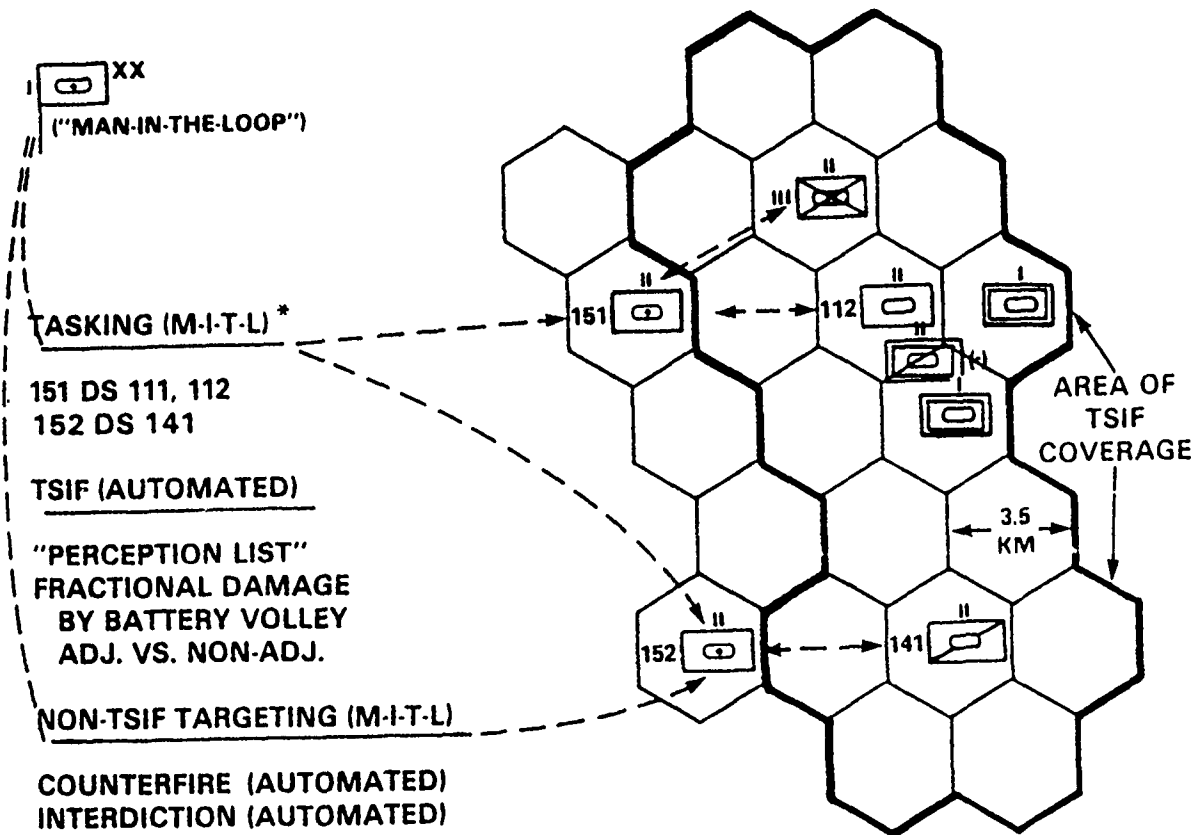 I XX
("MAN-IN-THE-LOOP")
TASKING (M-I-T-L) *
151 DS 111, 112
152 DS 141
TSIF (AUTOMATED)
"PERCEPTION LIST"
FRACTIONAL DAMAGE
BY BATTERY VOLLEY
ADJ. VS. NON-ADJ.
NON-TSIF TARGETING (M-I-T-L)
COUNTERFIRE (AUTOMATED)
INTERDICTION (AUTOMATED)
II
III
II
151
II
112
I
II
(-)
AREA OF
TSIF
COVERAGE
3.5
KM
II
152
II
141